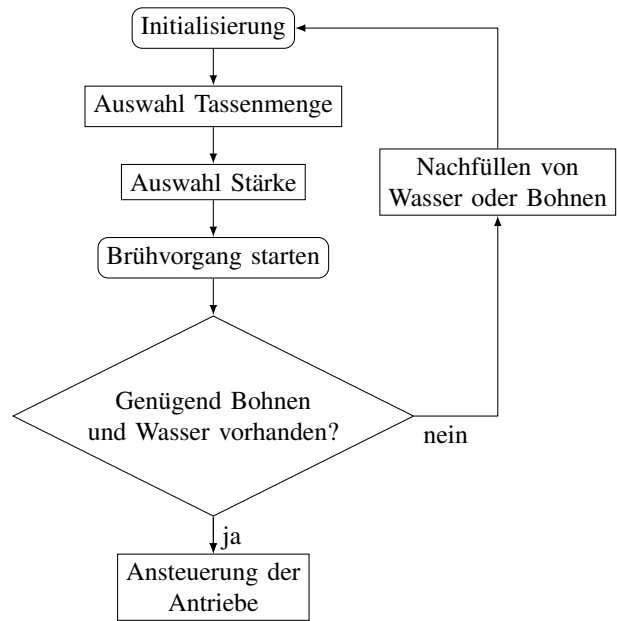 Initialisierung
Auswahl Tassenmenge
Auswahl Stärke
Nachfüllen von
Wasser oder Bohnen
Brühvorgang starten
Genügend Bohnen
und Wasser vorhanden?
nein
ja
Ansteuerung der
Antriebe